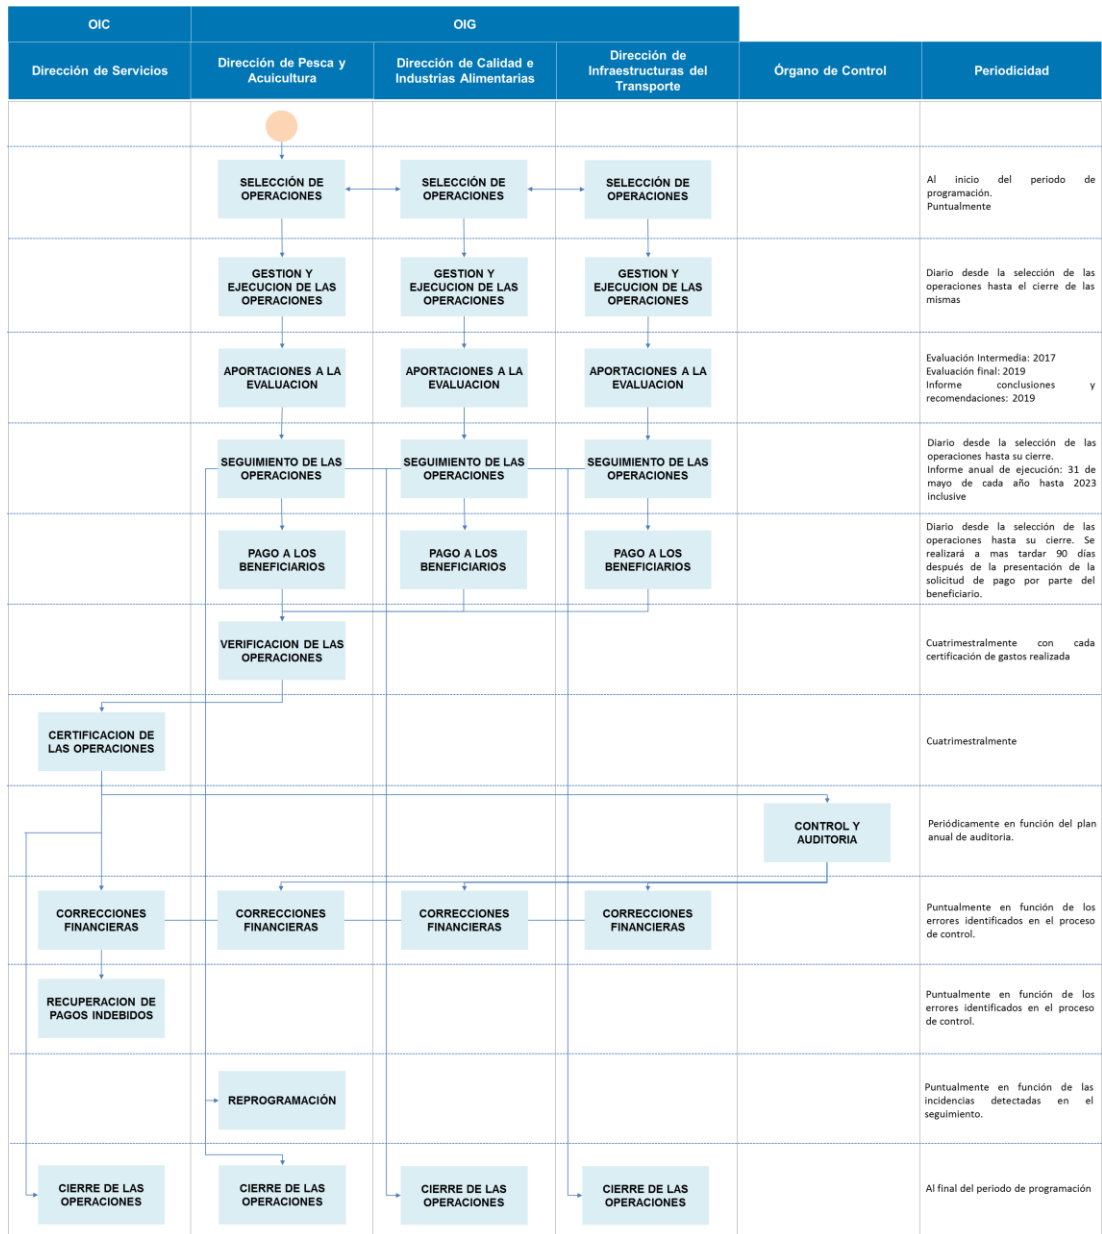 OIC
OIG
Dirección de Servicios
Dirección de Pesca y
Acuicultura
Dirección de Calidad e
Industrias Alimentarias
Dirección de
Infraestructuras del
Transporte
Órgano de Control
Periodicidad
SELECCIÓN DE
OPERACIONES
SELECCIÓN DE
OPERACIONES
SELECCIÓN DE
OPERACIONES
Al inicio del periodo de
programación.
Puntualmente
GESTION Y
EJECUCION DE LAS
OPERACIONES
GESTION Y
EJECUCION DE LAS
OPERACIONES
GESTION Y
EJECUCION DE LAS
OPERACIONES
Diario desde la selección de las
operaciones hasta el cierre de las
mismas
APORTACIONES A LA
EVALUACION
APORTACIONES A LA
EVALUACION
APORTACIONES A LA
EVALUACION
Evaluación Intermedia: 2017
Evaluación final: 2019
Informe conclusiones y
recomendaciones: 2019
SEGUIMIENTO DE LAS
OPERACIONES
SEGUIMIENTO DE LAS
OPERACIONES
SEGUIMIENTO DE LAS
OPERACIONES
Diario desde la selección de las
operaciones hasta su cierre.
Informe anual de ejecución: 31 de
mayo de cada año hasta 2023
inclusive
PAGO A LOS
BENEFICIARIOS
PAGO A LOS
BENEFICIARIOS
PAGO A LOS
BENEFICIARIOS
Diario desde la selección de las
operaciones hasta su cierre. Se
realizará a mas tardar 90 días
después de la presentación de la
solicitud de pago por parte del
beneficiario.
VERIFICACION DE LAS
OPERACIONES
Cuatrimestralmente con cada
certificación de gastos realizada
CERTIFICACION DE
LAS OPERACIONES
Cuatrimestralmente
CONTROL Y
AUDITORIA
Periódicamente en función del plan
anual de auditoria.
CORRECCIONES
FINANCIERAS
CORRECCIONES
FINANCIERAS
CORRECCIONES
FINANCIERAS
CORRECCIONES
FINANCIERAS
Puntualmente en función de los
errores identificados en el proceso
de control.
RECUPERACION DE
PAGOS INDEBIDOS
Puntualmente en función de los
errores identificados en el proceso
de control.
REPROGRAMACIÓN
Puntualmente en función de las
incidencias detectadas en el
seguimiento.
CIERRE DE LAS
OPERACIONES
CIERRE DE LAS
OPERACIONES
CIERRE DE LAS
OPERACIONES
CIERRE DE LAS
OPERACIONES
Al final del periodo de programación